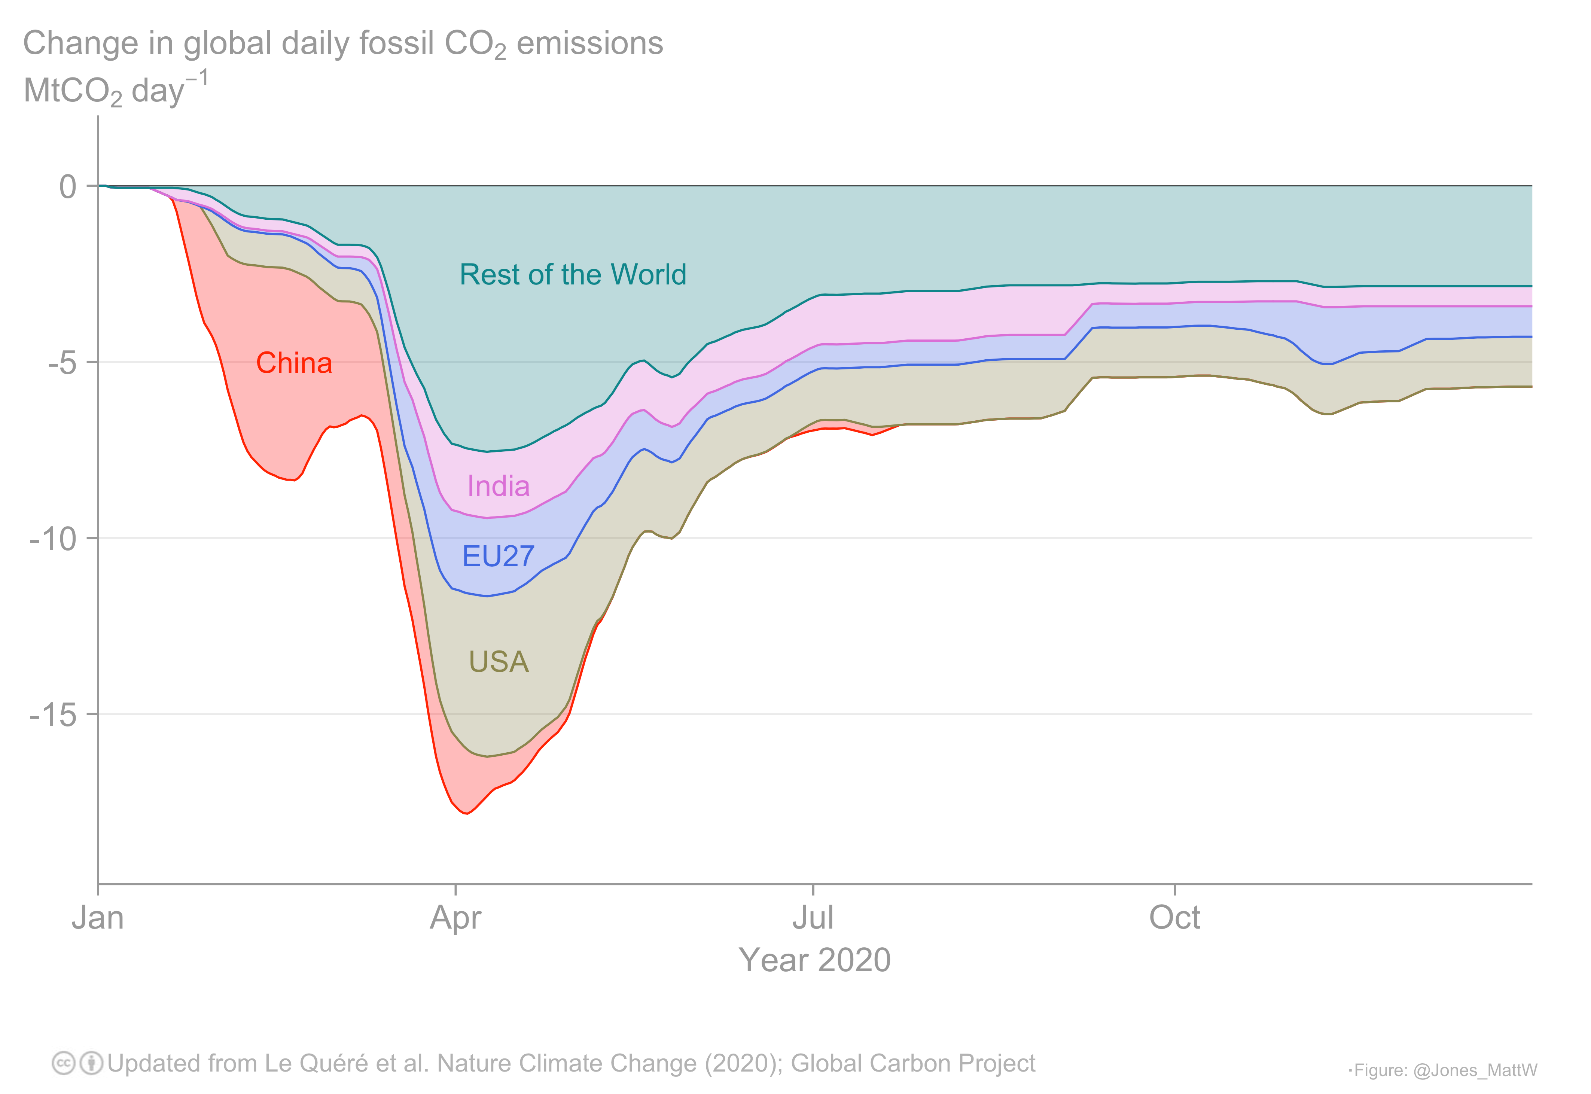 Change in global daily fossil CO₂ emissions
MtCO₂ day⁻¹
0
-5
-10
-15
Rest of the World
China
India
EU27
USA
Jan Apr Jul Oct
Year 2020
cc Updated from Le Quéré et al. Nature Climate Change (2020); Global Carbon Project
·Figure: @Jones_MattW